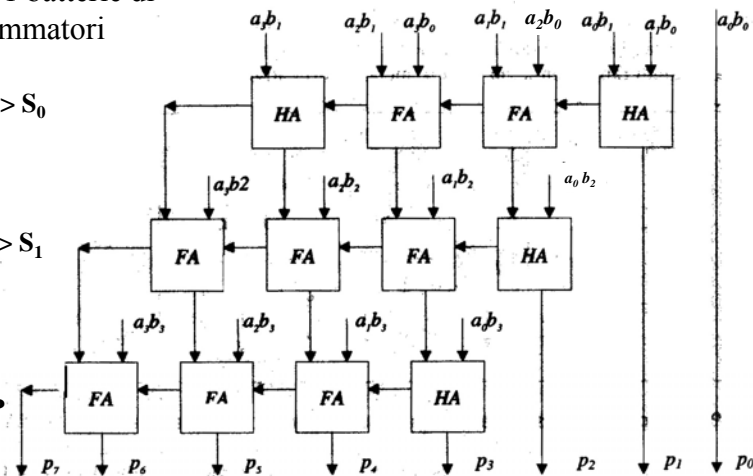 batterie di
mmatori
a₃b₁ a₂b₁ a₃b₀ a₁b₁ a₂b₀ a₀b₁ a₁b₀ a₀b₀
> S₀
HA FA FA HA
a₃b2 a₂b₂ a₁b₂ a₀b₂
> S₁
FA FA FA HA
a₃b₃ a₂b₃ a₁b₃ a₀b₃
FA FA FA HA
p₇ p₆ p₅ p₄ p₃ p₂ p₁ p₀